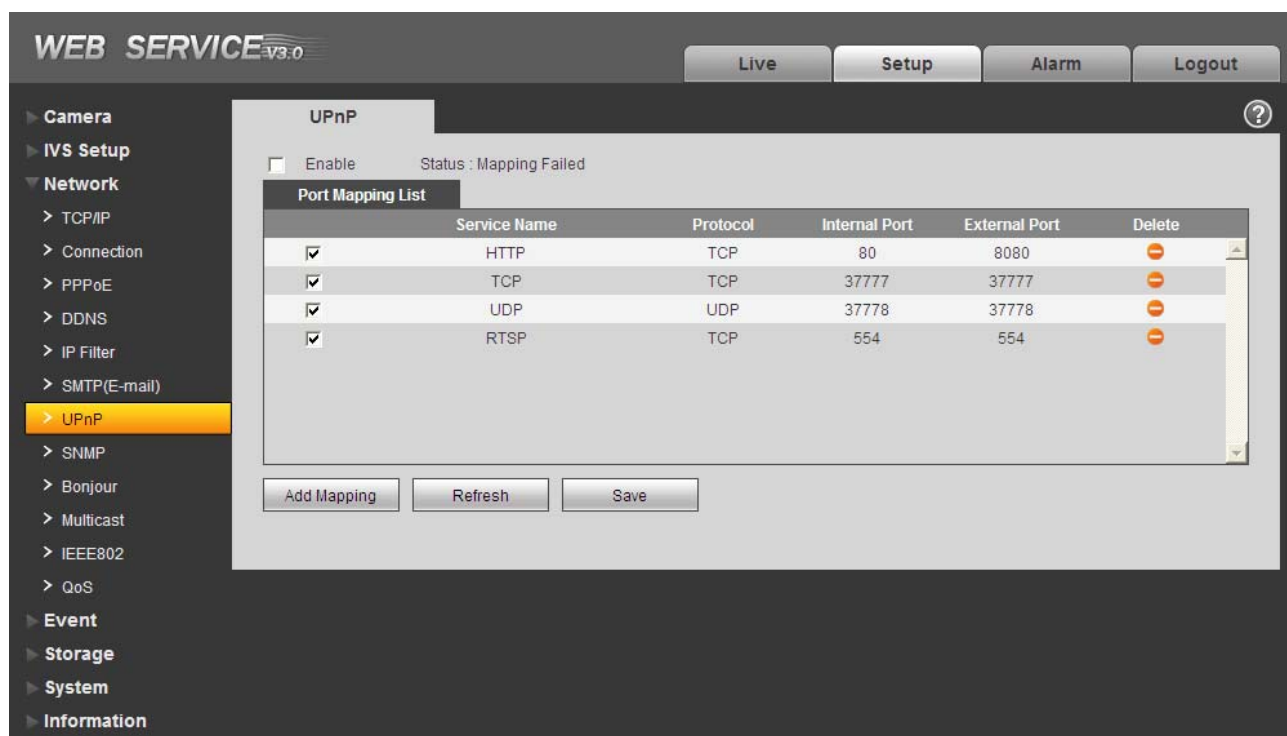 WEB SERVICE V3.0
Live Setup Alarm Logout
Camera
IVS Setup
Network
> TCP/IP
> Connection
> PPPoE
> DDNS
> IP Filter
> SMTP(E-mail)
> UPnP
> SNMP
> Bonjour
> Multicast
> IEEE802
> QoS
Event
Storage
System
Information
UPnP ?
Enable Status : Mapping Failed
Port Mapping List
Service Name Protocol Internal Port External Port Delete
HTTP TCP 80 8080
TCP TCP 37777 37777
UDP UDP 37778 37778
RTSP TCP 554 554
Add Mapping Refresh Save